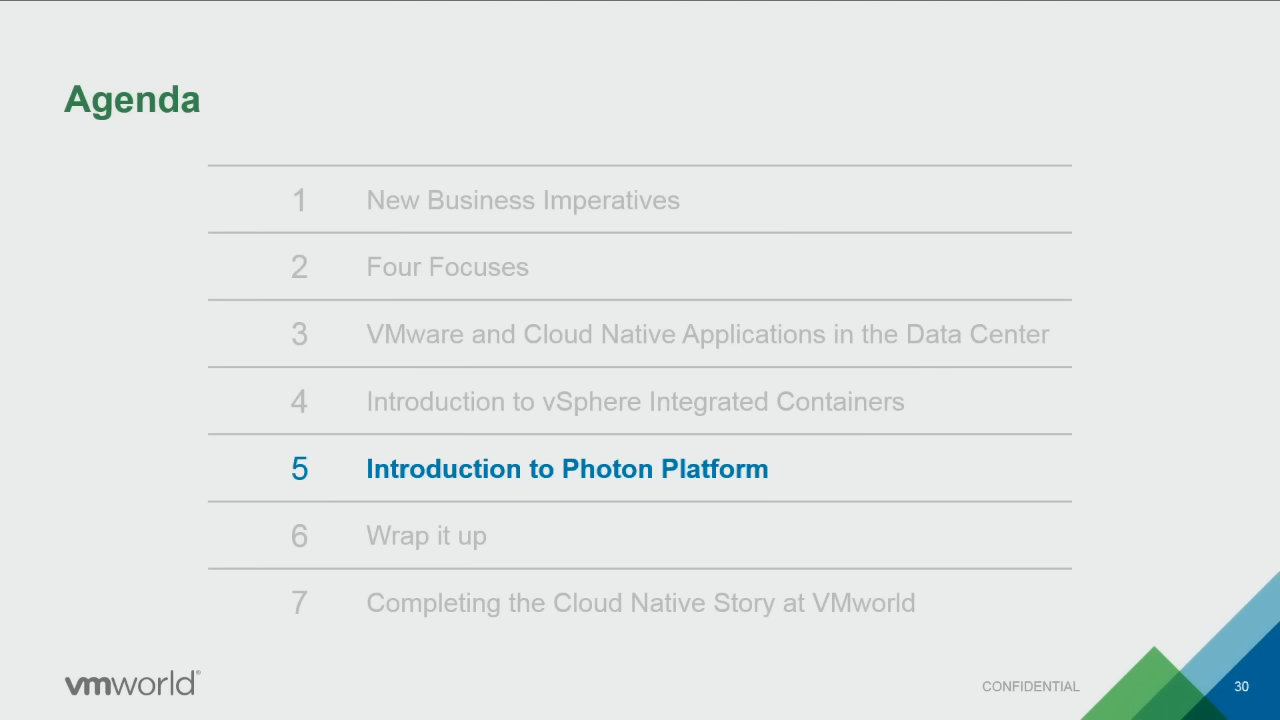 Agenda
1 New Business Imperatives
2 Four Focuses
3 VMware and Cloud Native Applications in the Data Center
4 Introduction to vSphere Integrated Containers
5 Introduction to Photon Platform
6 Wrap it up
7 Completing the Cloud Native Story at VMworld
vmworld®
CONFIDENTIAL
30